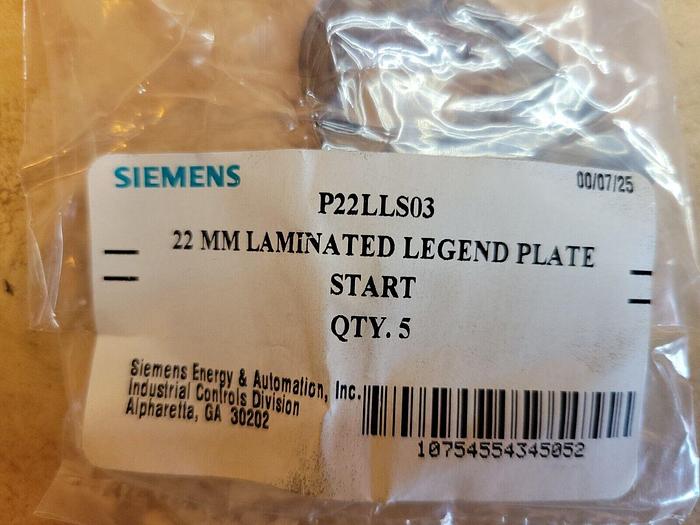 SIEMENS
00/07/25
P22LLS03
22 MM LAMINATED LEGEND PLATE
START
QTY. 5
Siemens Energy & Automation, Inc.
Industrial Controls Division
Alpharetta, GA 30202
10754554345052